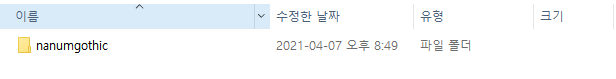 이름 수정한 날짜 유형 크기
nanumgothic 2021-04-07 오후 8:49 파일 폴더